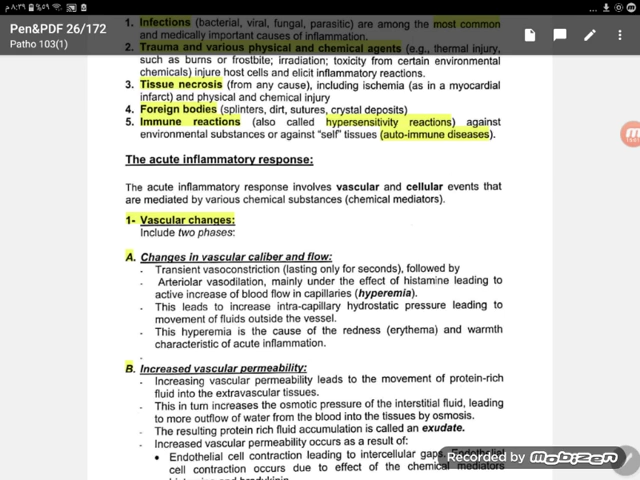 ٨:٢٩ م
%٥٩
Pen&PDF 26/172
Patho 103(1)
1. Infections (bacterial, viral, fungal, parasitic) are among the most common
and medically important causes of inflammation.
2. Trauma and various physical and chemical agents (e.g., thermal injury,
such as burns or frostbite; irradiation; toxicity from certain environmental
chemicals) injure host cells and elicit inflammatory reactions.
3. Tissue necrosis (from any cause), including ischemia (as in a myocardial
infarct) and physical and chemical injury
4. Foreign bodies (splinters, dirt, sutures, crystal deposits)
5. Immune reactions (also called hypersensitivity reactions) against
environmental substances or against "self" tissues (auto-immune diseases).
The acute inflammatory response:
The acute inflammatory response involves vascular and cellular events that
are mediated by various chemical substances (chemical mediators).
1- Vascular changes:
Include two phases:
A. Changes in vascular caliber and flow:
- Transient vasoconstriction (lasting only for seconds), followed by
- Arteriolar vasodilation, mainly under the effect of histamine leading to
active increase of blood flow in capillaries (hyperemia).
- This leads to increase intra-capillary hydrostatic pressure leading to
movement of fluids outside the vessel.
- This hyperemia is the cause of the redness (erythema) and warmth
characteristic of acute inflammation.
-
B. Increased vascular permeability:
- Increasing vascular permeability leads to the movement of protein-rich
fluid into the extravascular tissues.
- This in turn increases the osmotic pressure of the interstitial fluid, leading
to more outflow of water from the blood into the tissues by osmosis.
- The resulting protein rich fluid accumulation is called an exudate.
- Increased vascular permeability occurs as a result of:
• Endothelial cell contraction leading to intercellular gaps. Endothelial
cell contraction occurs due to effect of the chemical mediators
Recorded by Mobizen